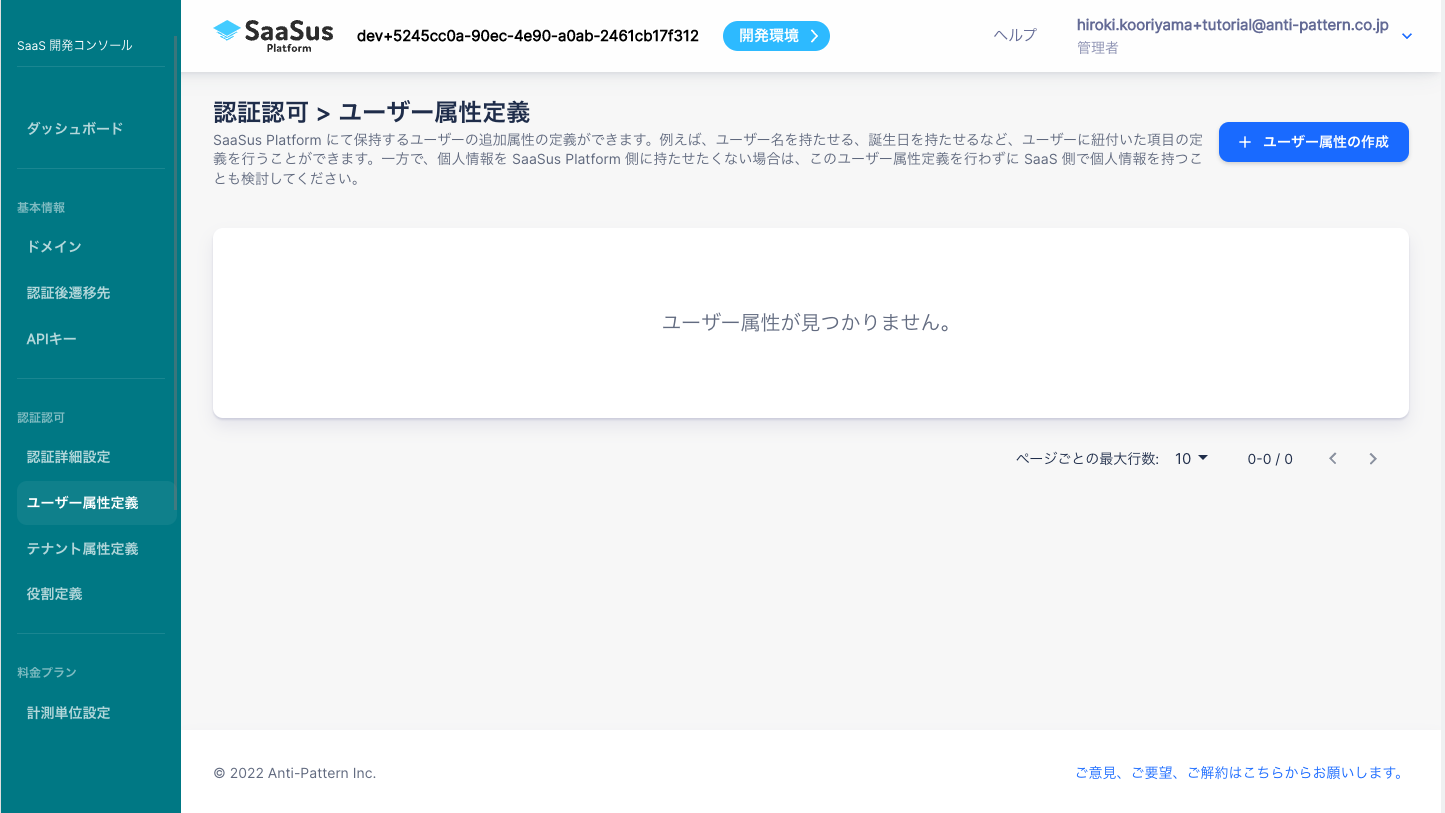 SaaS 開発コンソール
ダッシュボード
基本情報
ドメイン
認証後遷移先
APIキー
認証認可
認証詳細設定
ユーザー属性定義
テナント属性定義
役割定義
料金プラン
計測単位設定
SaaSus
Platform
dev+5245cc0a-90ec-4e90-a0ab-2461cb17f312
開発環境
ヘルプ
hiroki.kooriyama+tutorial@anti-pattern.co.jp
管理者
認証認可 > ユーザー属性定義
SaaSus Platform にて保持するユーザーの追加属性の定義ができます。例えば、ユーザー名を持たせる、誕生日を持たせるなど、ユーザーに紐付いた項目の定
義を行うことができます。一方で、個人情報を SaaSus Platform 側に持たせたくない場合は、このユーザー属性定義を行わずに SaaS 側で個人情報を持つこ
とも検討してください。
+ ユーザー属性の作成
ユーザー属性が見つかりません。
ページごとの最大行数: 10 0-0 / 0
© 2022 Anti-Pattern Inc.
ご意見、ご要望、ご解約はこちらからお願いします。